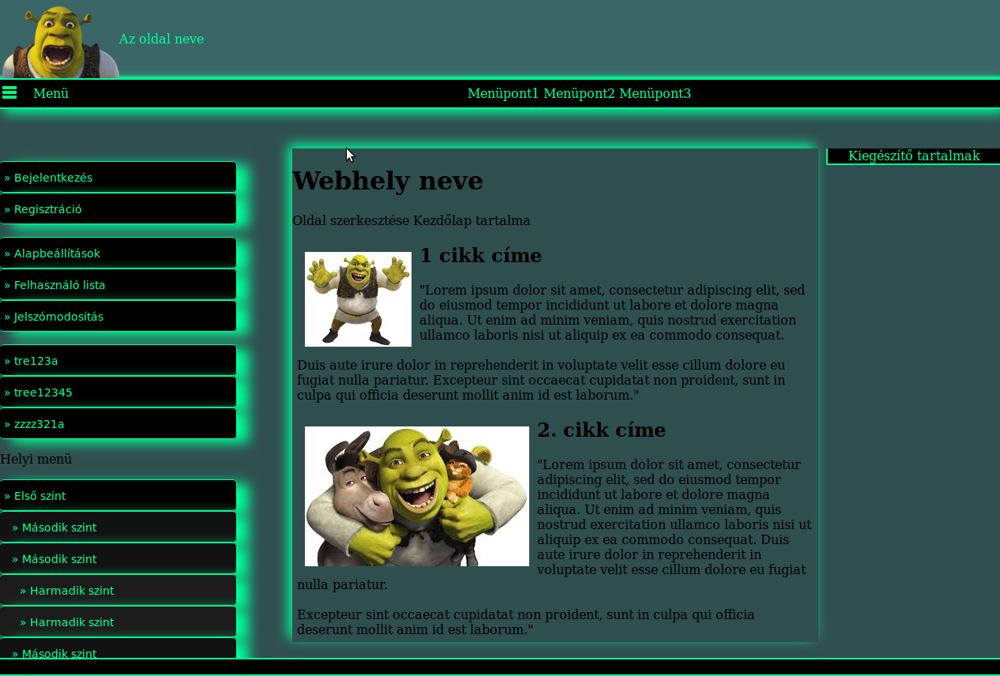 Az oldal neve
Menü
Menüpont1 Menüpont2 Menüpont3
» Bejelentkezés
» Regisztráció
» Alapbeállítások
» Felhasználó lista
» Jelszómodosítás
» tre123a
» tree12345
» zzzz321a
Helyi menü
» Első szint
» Második szint
» Második szint
» Harmadik szint
» Harmadik szint
» Második szint
Webhely neve
Oldal szerkesztése Kezdőlap tartalma
1 cikk címe
"Lorem ipsum dolor sit amet, consectetur adipiscing elit, sed
do eiusmod tempor incididunt ut labore et dolore magna
aliqua. Ut enim ad minim veniam, quis nostrud exercitation
ullamco laboris nisi ut aliquip ex ea commodo consequat.
Duis aute irure dolor in reprehenderit in voluptate velit esse cillum dolore eu
fugiat nulla pariatur. Excepteur sint occaecat cupidatat non proident, sunt in
culpa qui officia deserunt mollit anim id est laborum."
2. cikk címe
"Lorem ipsum dolor sit amet, consectetur
adipiscing elit, sed do eiusmod tempor
incididunt ut labore et dolore magna
aliqua. Ut enim ad minim veniam, quis
nostrud exercitation ullamco laboris nisi ut
aliquip ex ea commodo consequat. Duis
aute irure dolor in reprehenderit in
voluptate velit esse cillum dolore eu fugiat
nulla pariatur.
Excepteur sint occaecat cupidatat non proident, sunt in culpa qui officia
deserunt mollit anim id est laborum."
Kiegészítő tartalmak